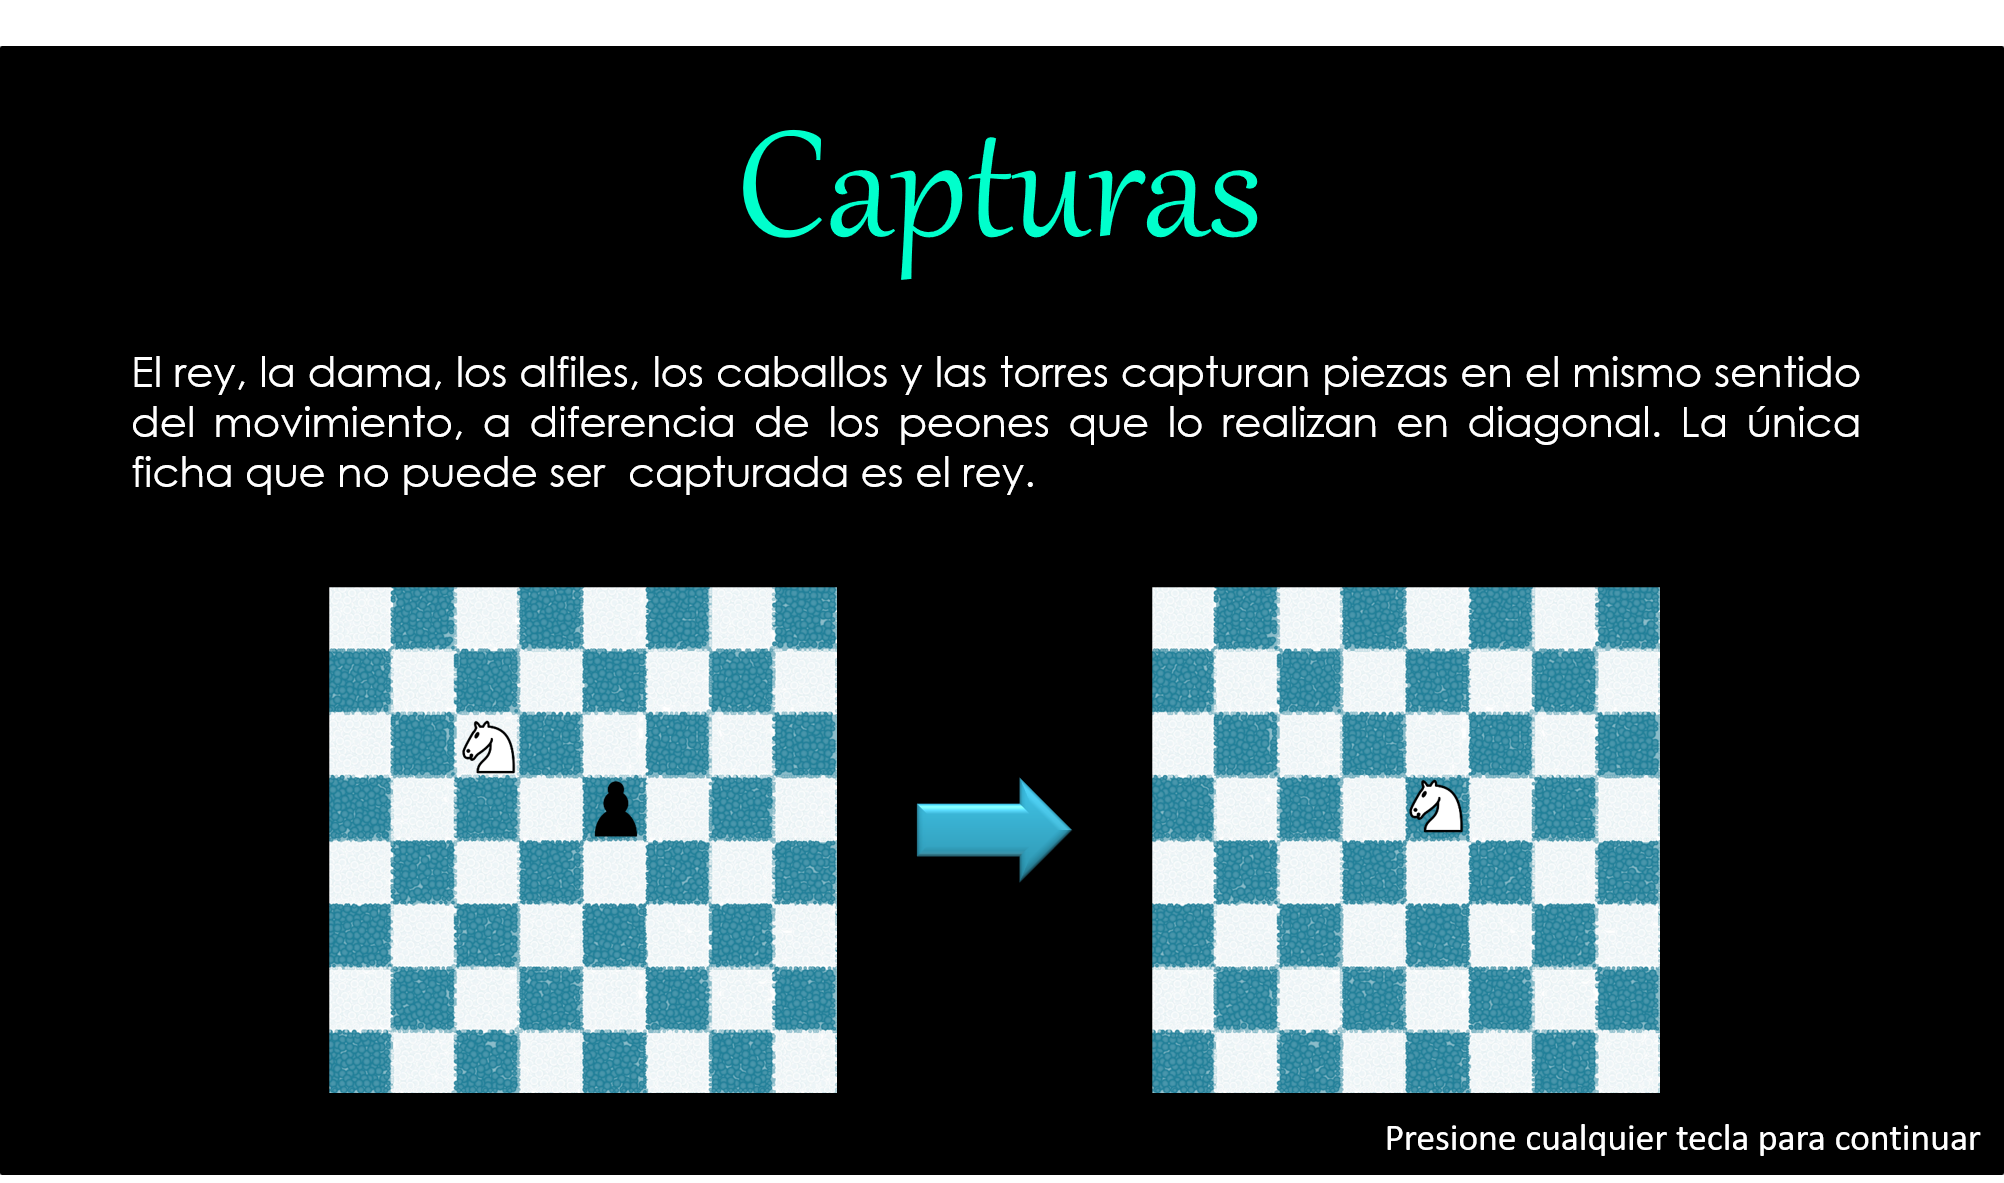 Capturas
El rey, la dama, los alfiles, los caballos y las torres capturan piezas en el mismo sentido
del movimiento, a diferencia de los peones que lo realizan en diagonal. La única
ficha que no puede ser  capturada es el rey.
Presione cualquier tecla para continuar